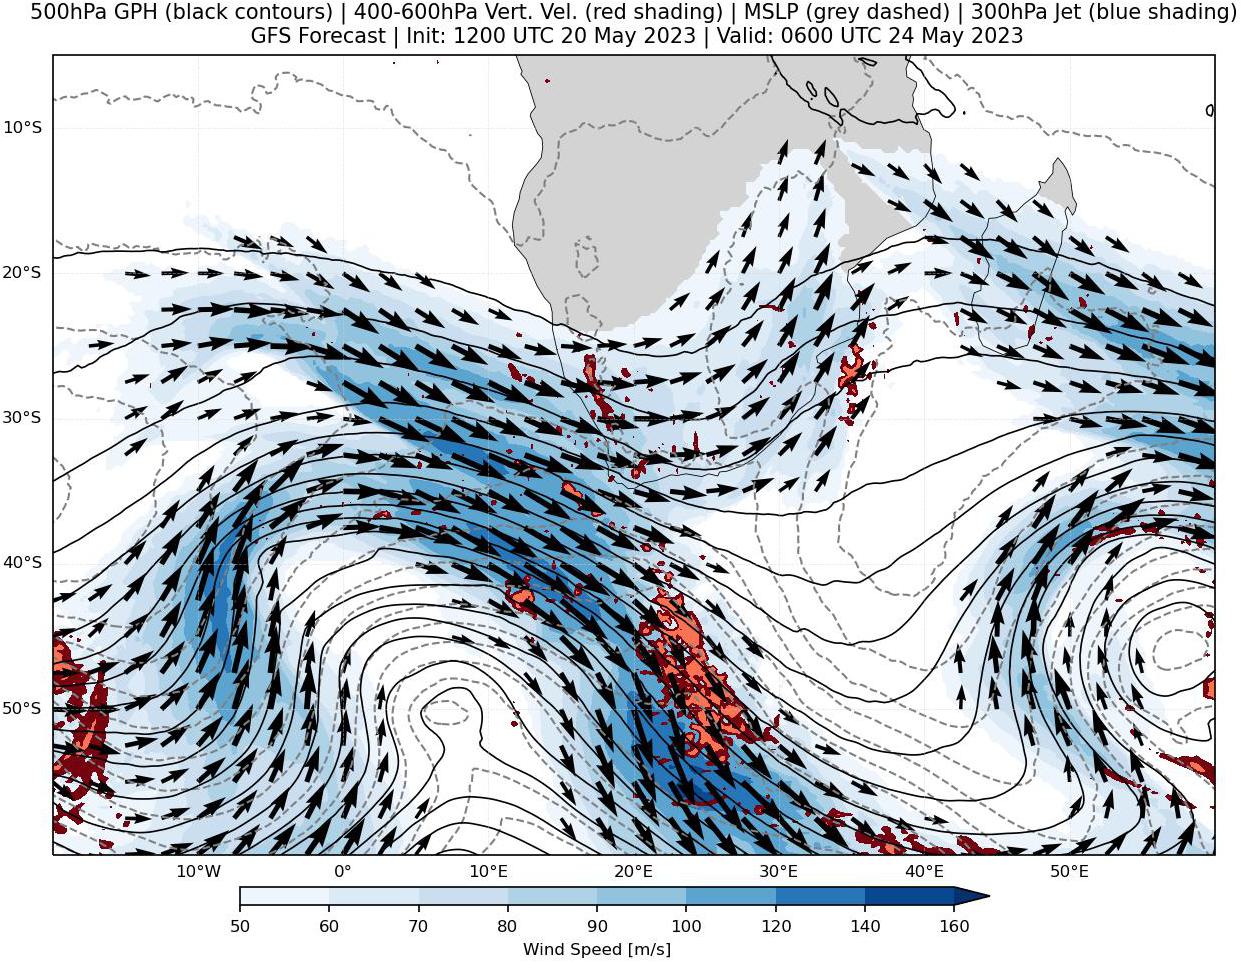 500hPa GPH (black contours) | 400-600hPa Vert. Vel. (red shading) | MSLP (grey dashed) | 300hPa Jet (blue shading)
GFS Forecast | Init: 1200 UTC 20 May 2023 | Valid: 0600 UTC 24 May 2023
10°S
20°S
30°S
40°S
50°S
10°W 0° 10°E 20°E 30°E 40°E 50°E
50 60 70 80 90 100 120 140 160
Wind Speed [m/s]